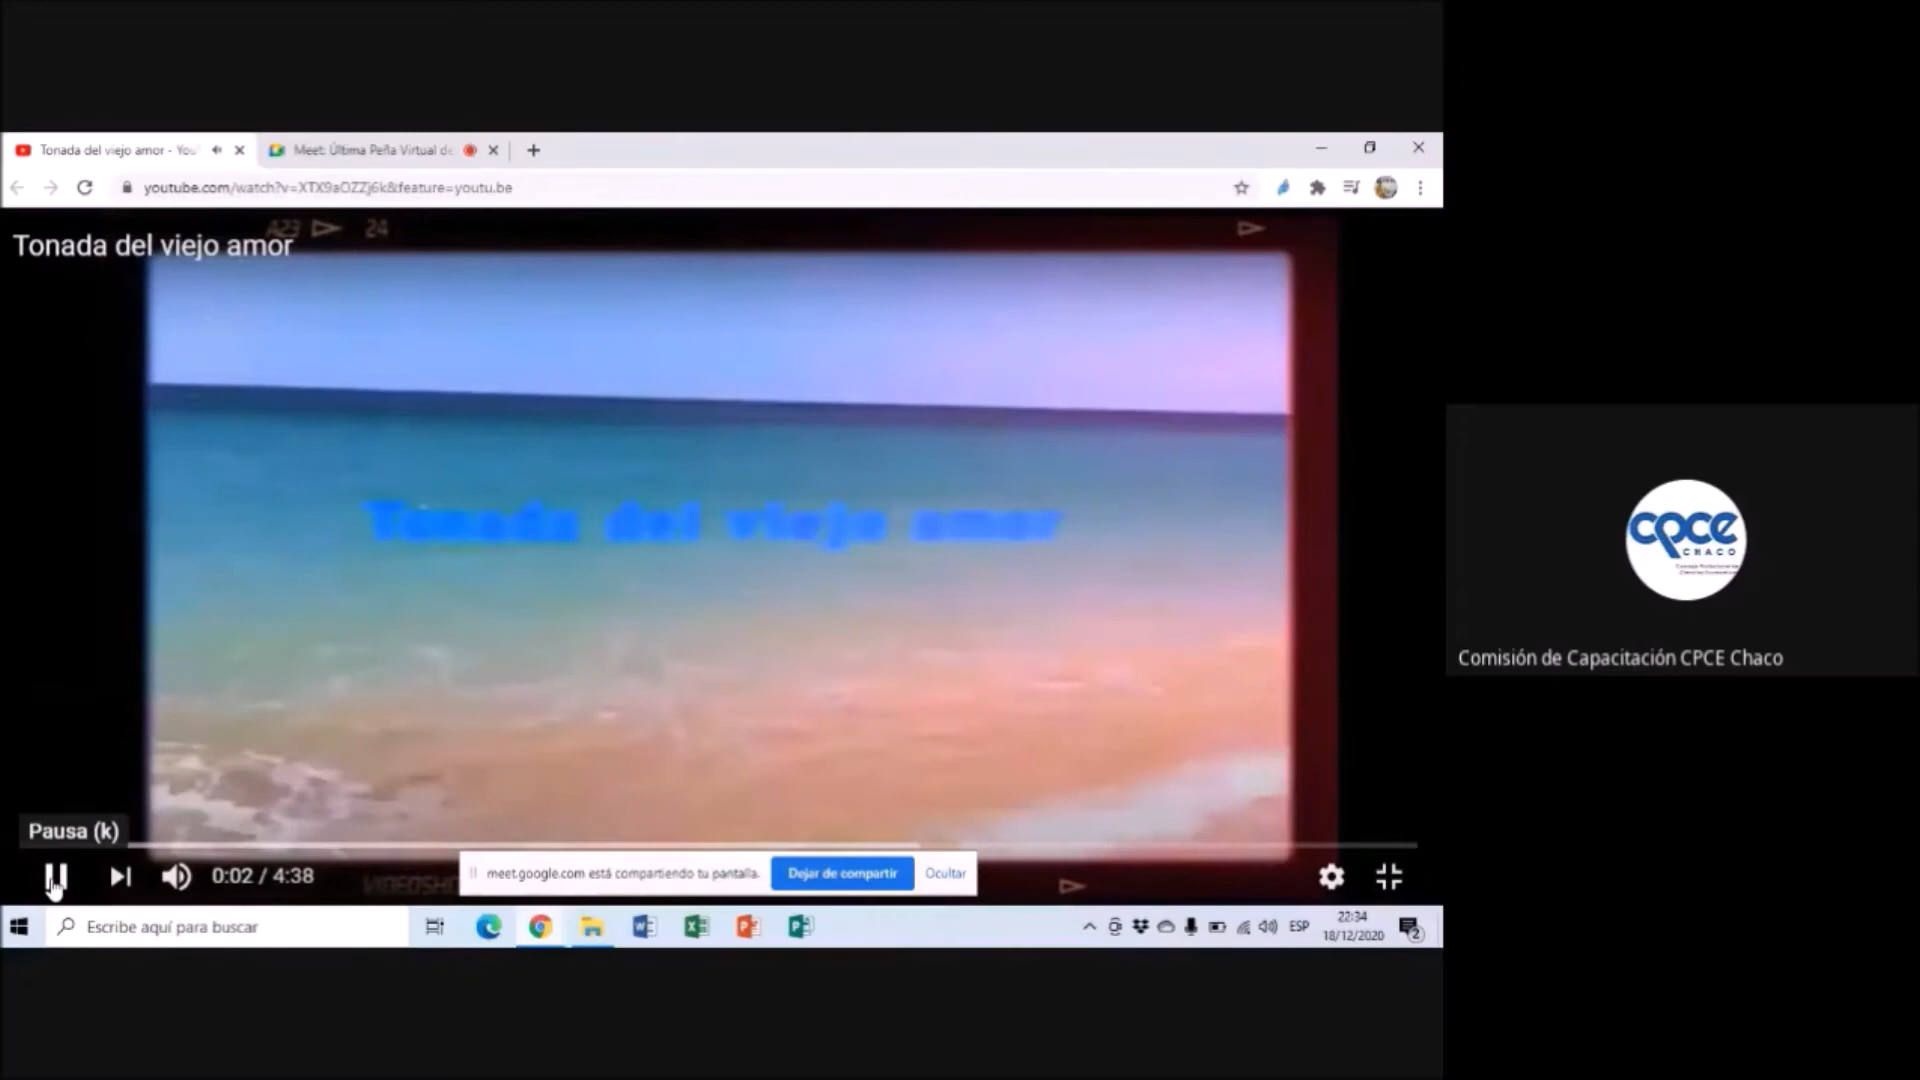 Tonada del viejo amor - You
Meet: Última Peña Virtual de
youtube.com/watch?v=XTX9aOZZj6k&feature=youtu.be
A23 24
Tonada del viejo amor
Tonada del viejo amor
Pausa (k)
0:02 / 4:38
meet.google.com está compartiendo tu pantalla.
Dejar de compartir
Ocultar
Escribe aquí para buscar
ESP
22:34
18/12/2020
2
cpce
CHACO
Comisión de Capacitación CPCE Chaco